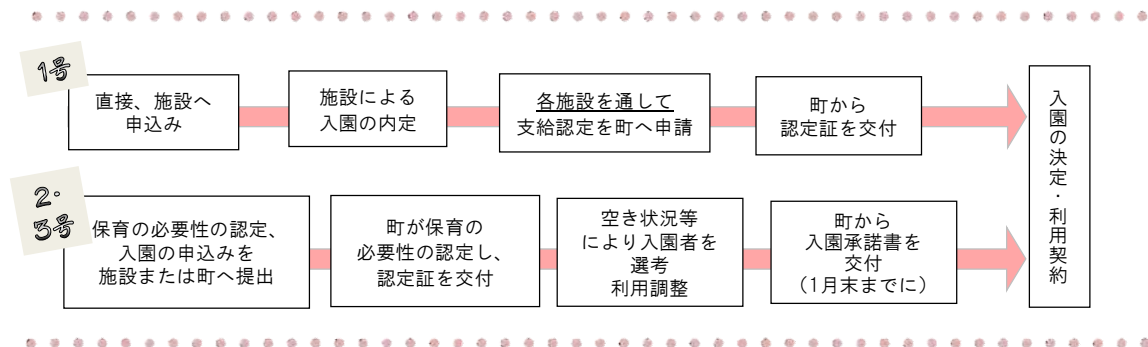 1号
直接、施設へ
申込み
施設による
入園の内定
各施設を通して
支給認定を町へ申請
町から
認定証を交付
2・
3号
保育の必要性の認定、
入園の申込みを
施設または町へ提出
町が保育の
必要性の認定し、
認定証を交付
空き状況等
により入園者を
選考
利用調整
町から
入園承諾書を
交付
(1月末までに)
入園の決定・利用契約